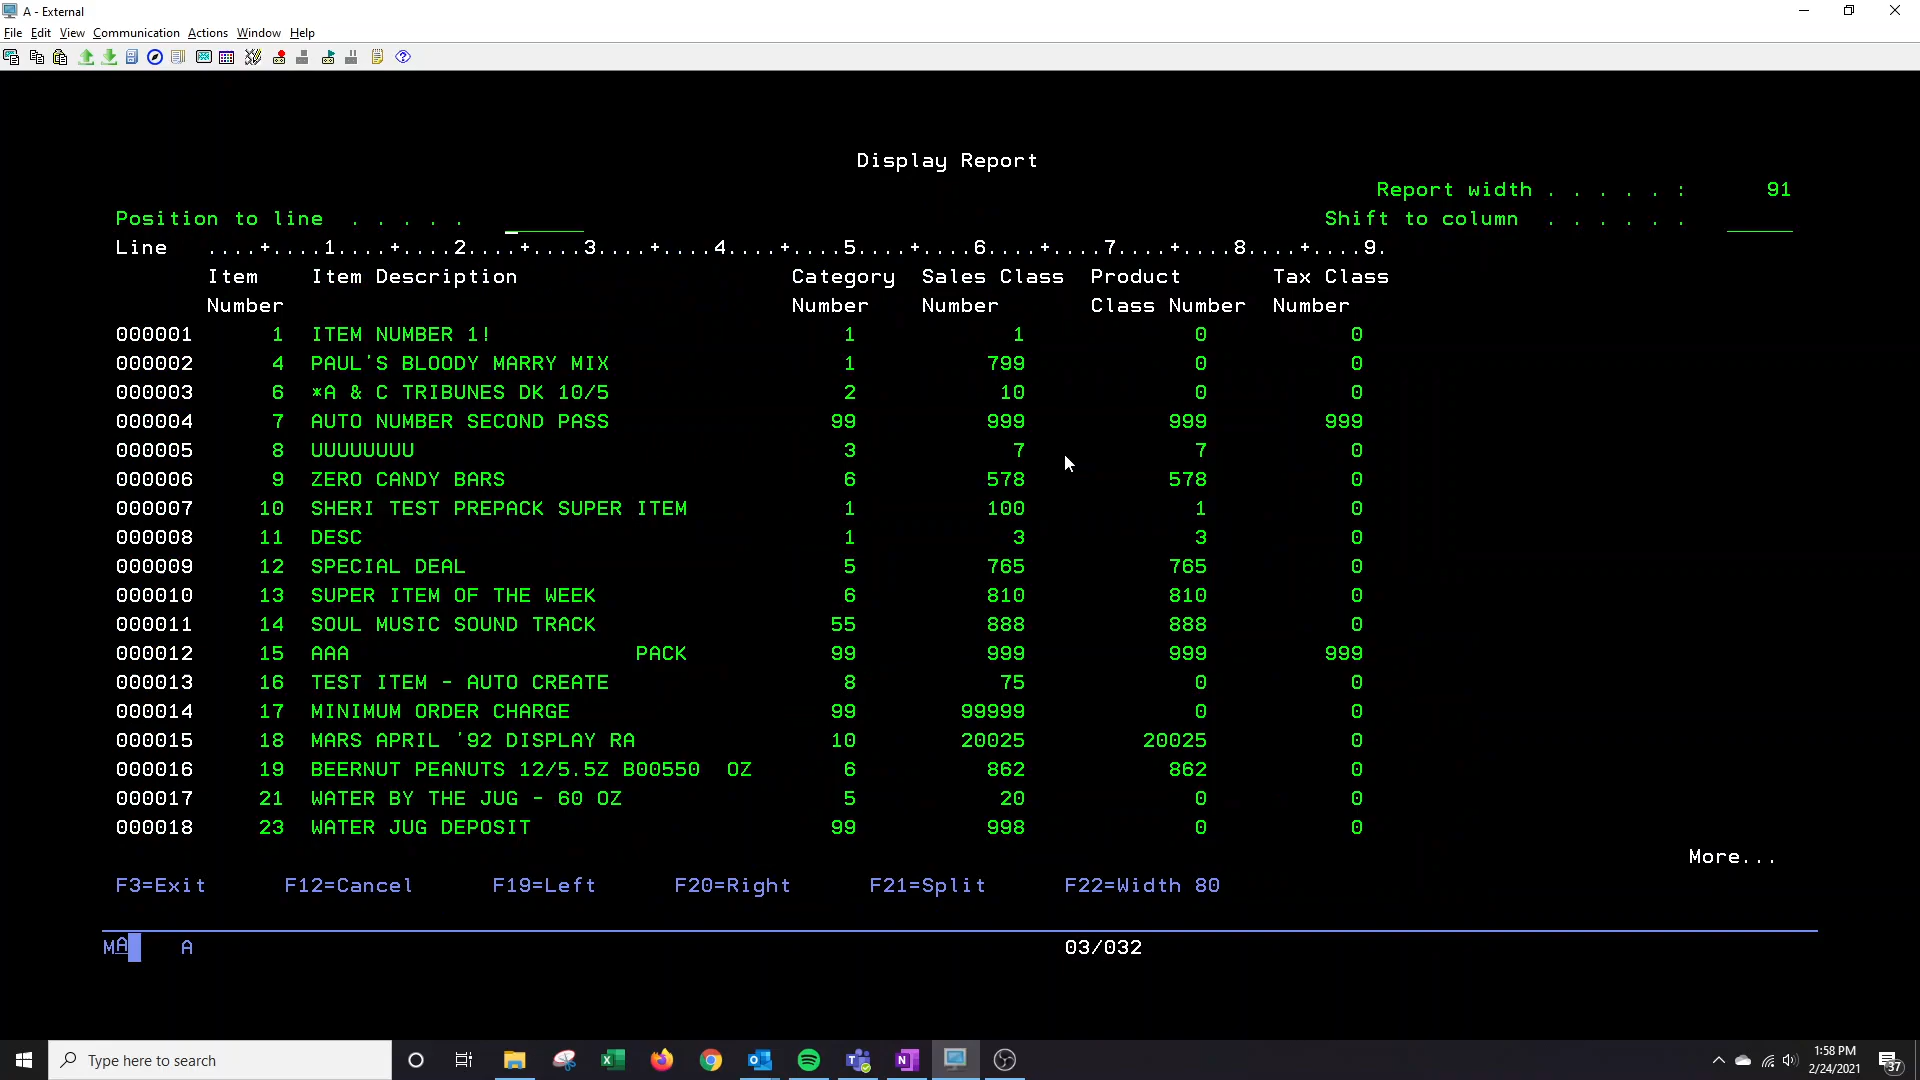 A - External
File Edit View Communication Actions Window Help
Display Report
Report width . . . . . : 91
Position to line . . . . . Shift to column . . . . . .
Line ....+....1....+....2....+....3....+....4....+....5....+....6....+....7....+....8....+....9.
Item Item Description Category Sales Class Product Tax Class
Number Number Number Class Number Number
000001 1 ITEM NUMBER 1! 1 1 0 0
000002 4 PAUL'S BLOODY MARRY MIX 1 799 0 0
000003 6 *A & C TRIBUNES DK 10/5 2 10 0 0
000004 7 AUTO NUMBER SECOND PASS 99 999 999 999
000005 8 UUUUUUUU 3 7 7 0
000006 9 ZERO CANDY BARS 6 578 578 0
000007 10 SHERI TEST PREPACK SUPER ITEM 1 100 1 0
000008 11 DESC 1 3 3 0
000009 12 SPECIAL DEAL 5 765 765 0
000010 13 SUPER ITEM OF THE WEEK 6 810 810 0
000011 14 SOUL MUSIC SOUND TRACK 55 888 888 0
000012 15 AAA PACK 99 999 999 999
000013 16 TEST ITEM - AUTO CREATE 8 75 0 0
000014 17 MINIMUM ORDER CHARGE 99 99999 0 0
000015 18 MARS APRIL '92 DISPLAY RA 10 20025 20025 0
000016 19 BEERNUT PEANUTS 12/5.5Z B00550 OZ 6 862 862 0
000017 21 WATER BY THE JUG - 60 OZ 5 20 0 0
000018 23 WATER JUG DEPOSIT 99 998 0 0
More...
F3=Exit F12=Cancel F19=Left F20=Right F21=Split F22=Width 80
MA A 03/032
Type here to search
1:58 PM
2/24/2021
37